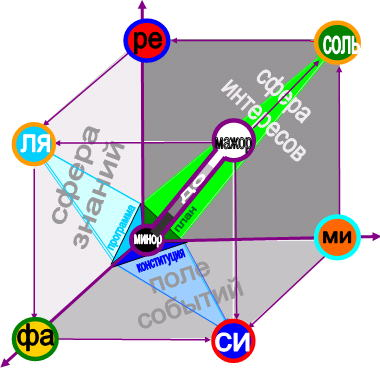 ре
соль
сфера
интересов
ля
мажор
сфера
знаний
до
программа
план
минор
ми
конституция
поле
событий
фа
си